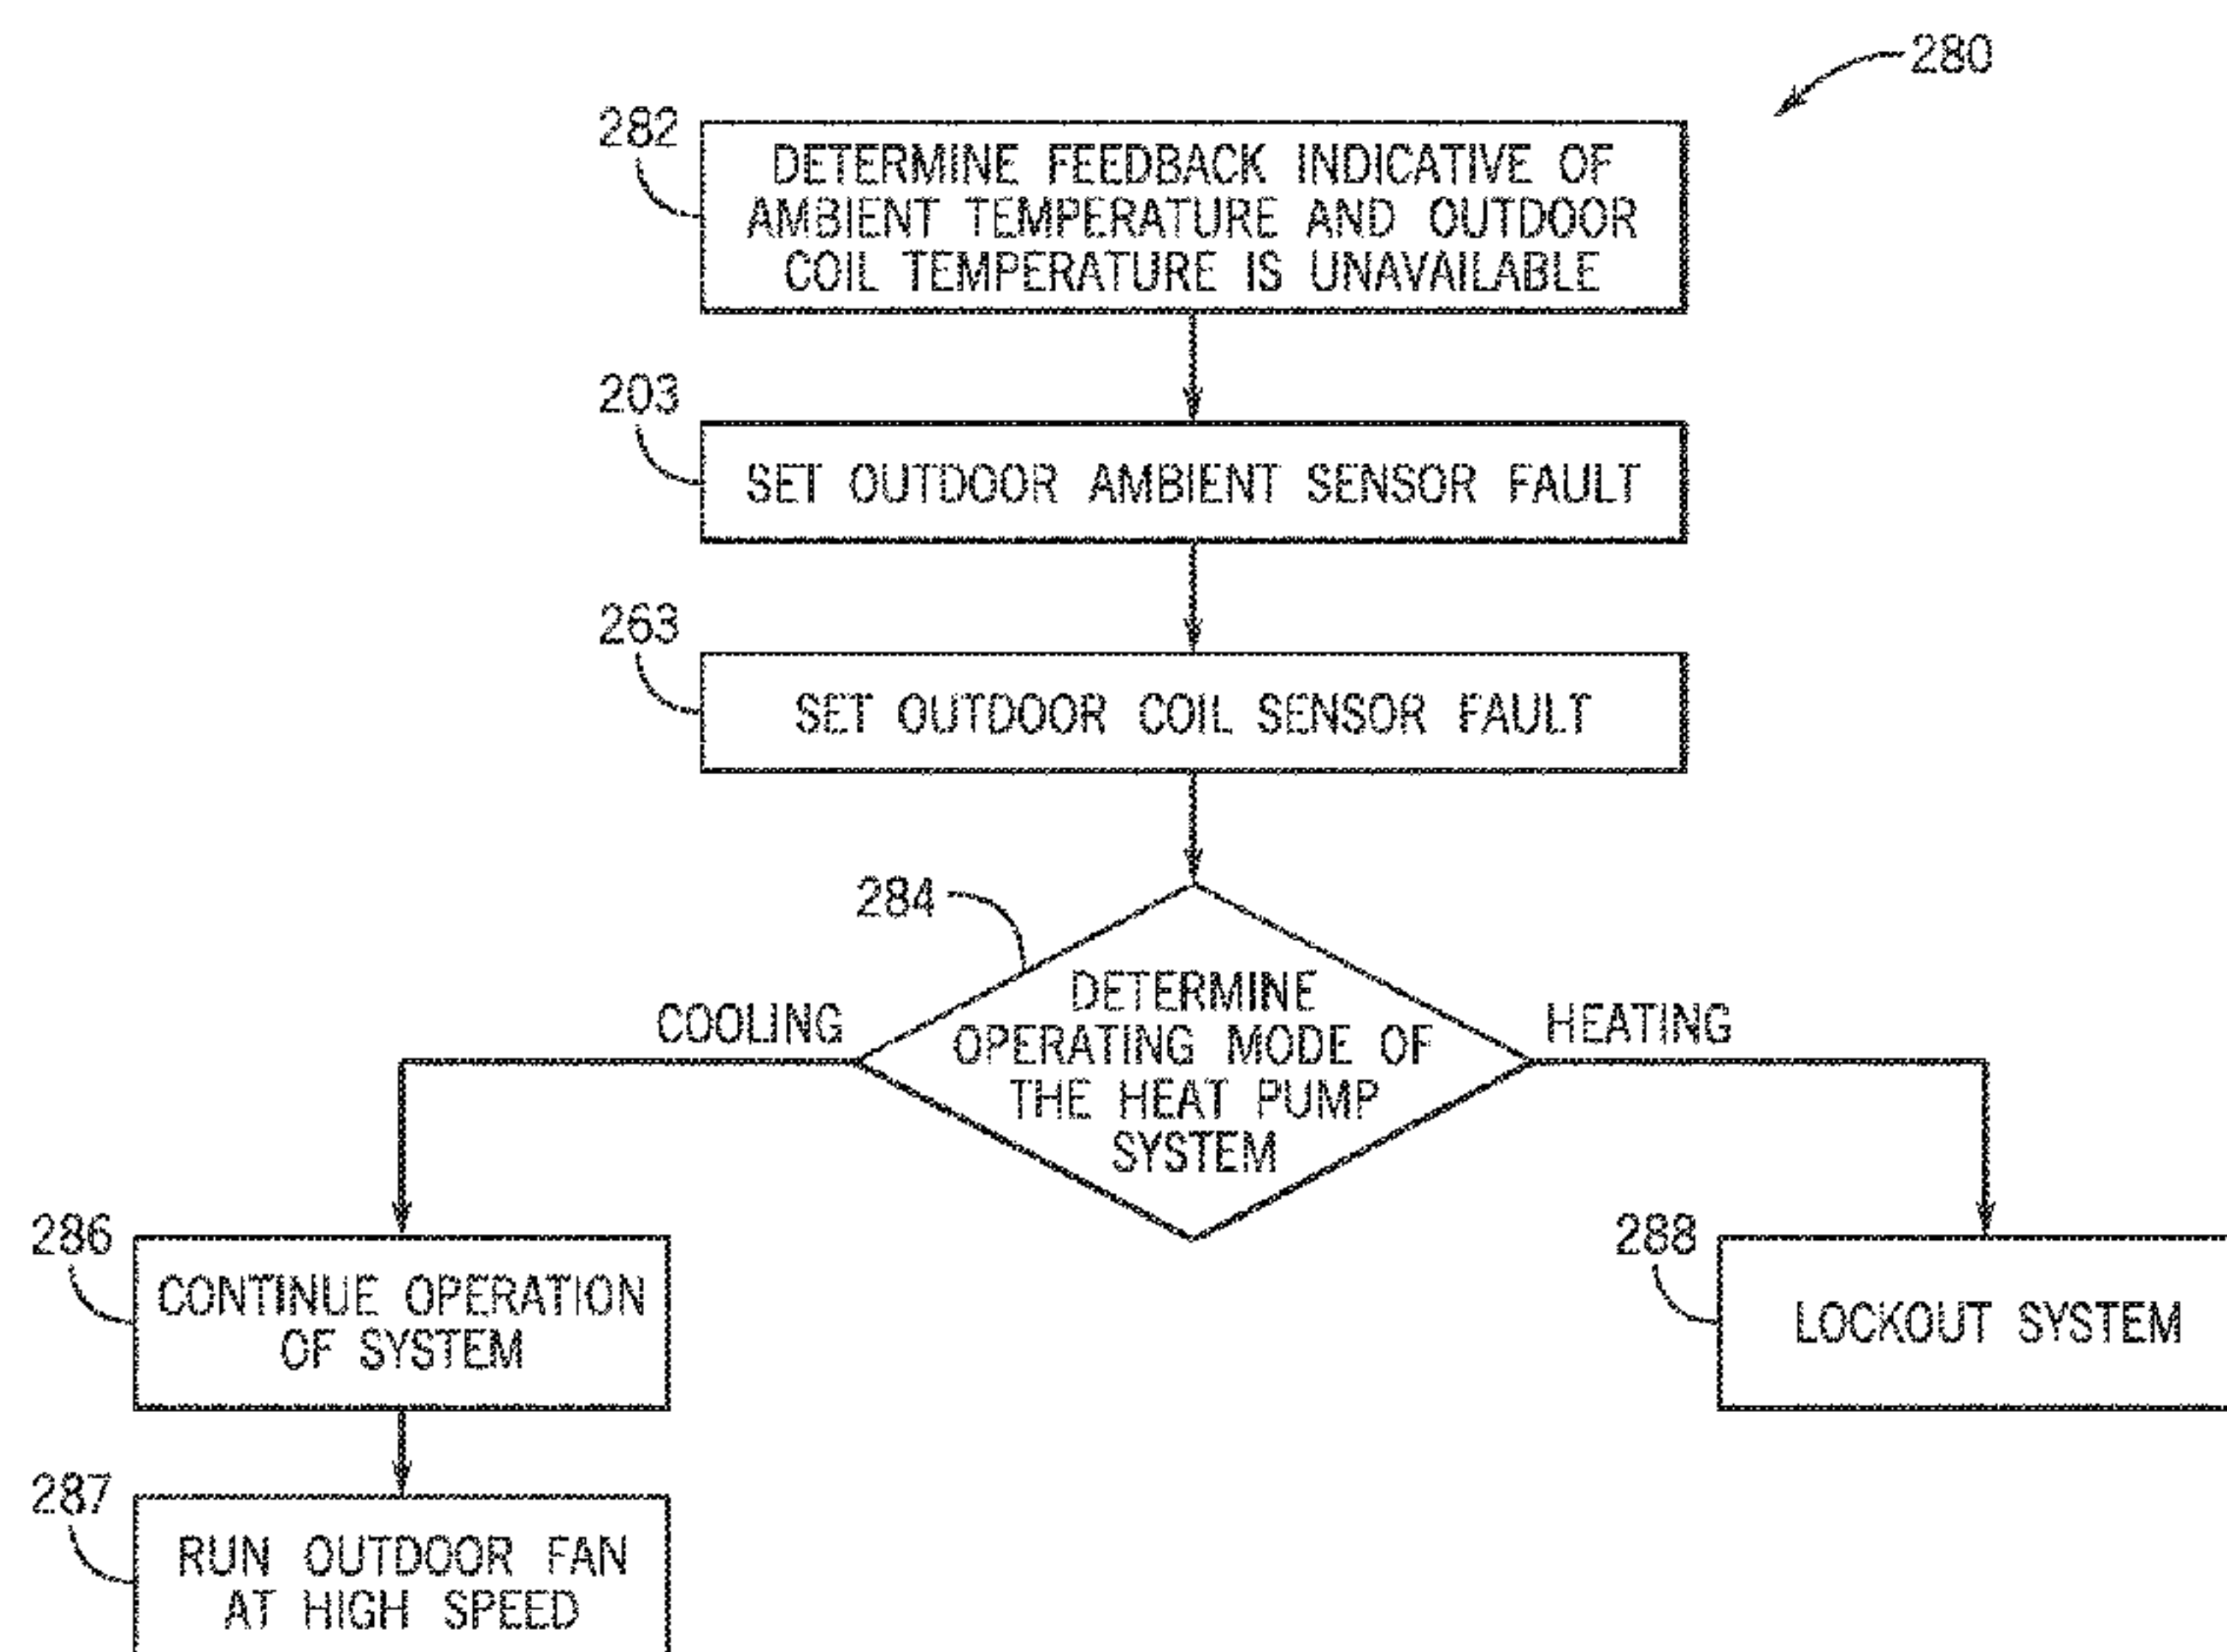 280
282
DETERMINE FEEDBACK INDICATIVE OF
AMBIENT TEMPERATURE AND OUTDOOR
COIL TEMPERATURE IS UNAVAILABLE
203
SET OUTDOOR AMBIENT SENSOR FAULT
263
SET OUTDOOR COIL SENSOR FAULT
284
DETERMINE
OPERATING MODE OF
THE HEAT PUMP
SYSTEM
COOLING
HEATING
286
CONTINUE OPERATION
OF SYSTEM
288
LOCKOUT SYSTEM
287
RUN OUTDOOR FAN
AT HIGH SPEED